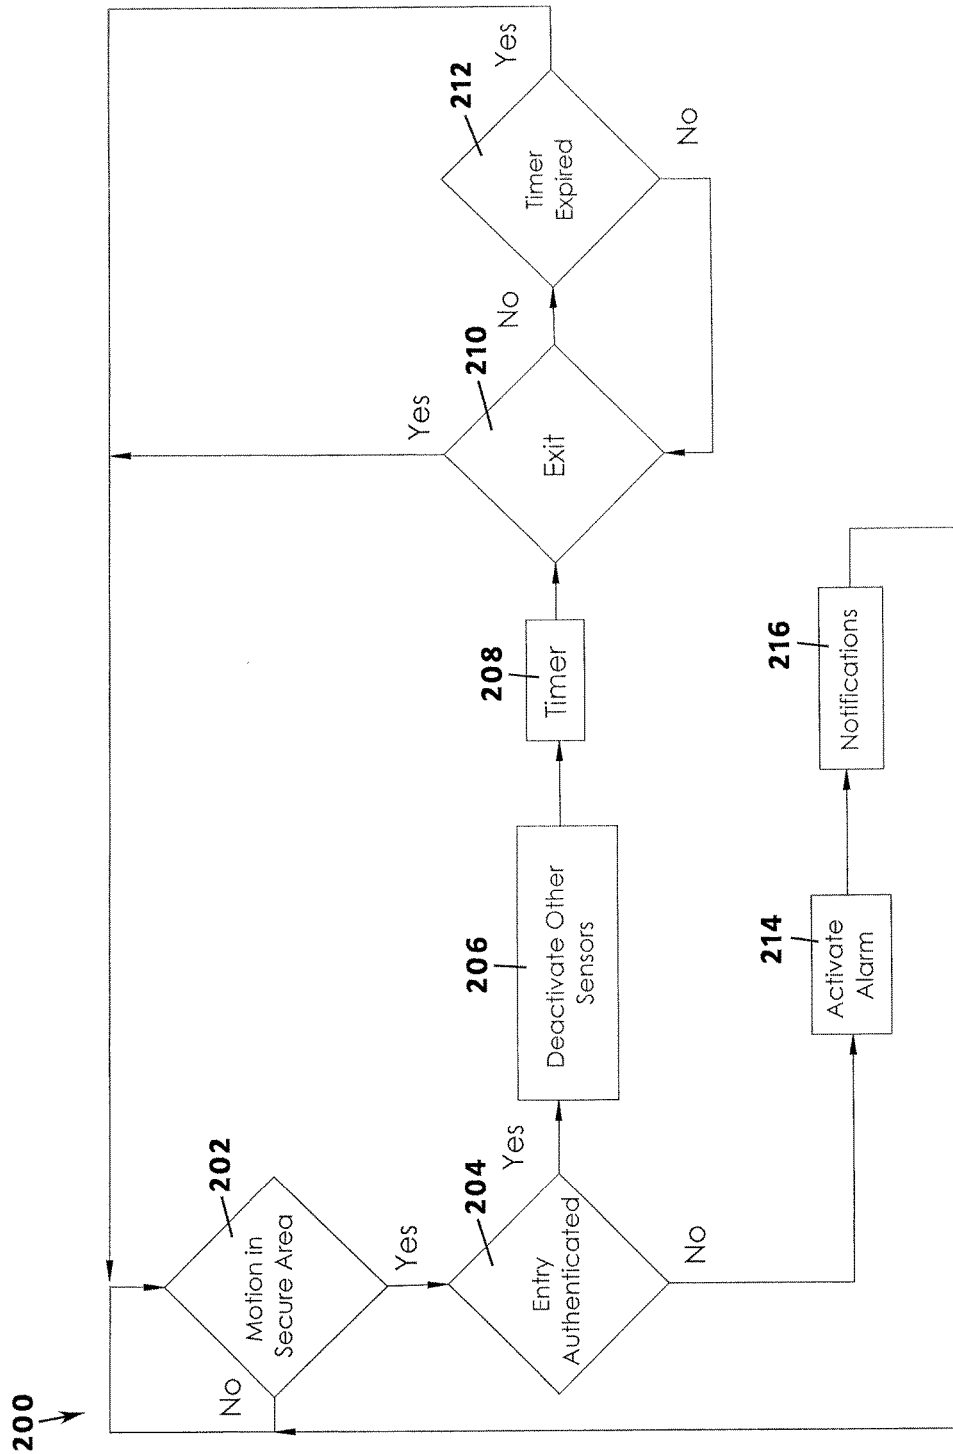 200
202
Motion in
Secure Area
No
Yes
204
Entry
Authenticated
Yes
No
206
Deactivate Other
Sensors
208
Timer
210
Exit
Yes
No
212
Timer
Expired
Yes
No
214
Activate
Alarm
216
Notifications